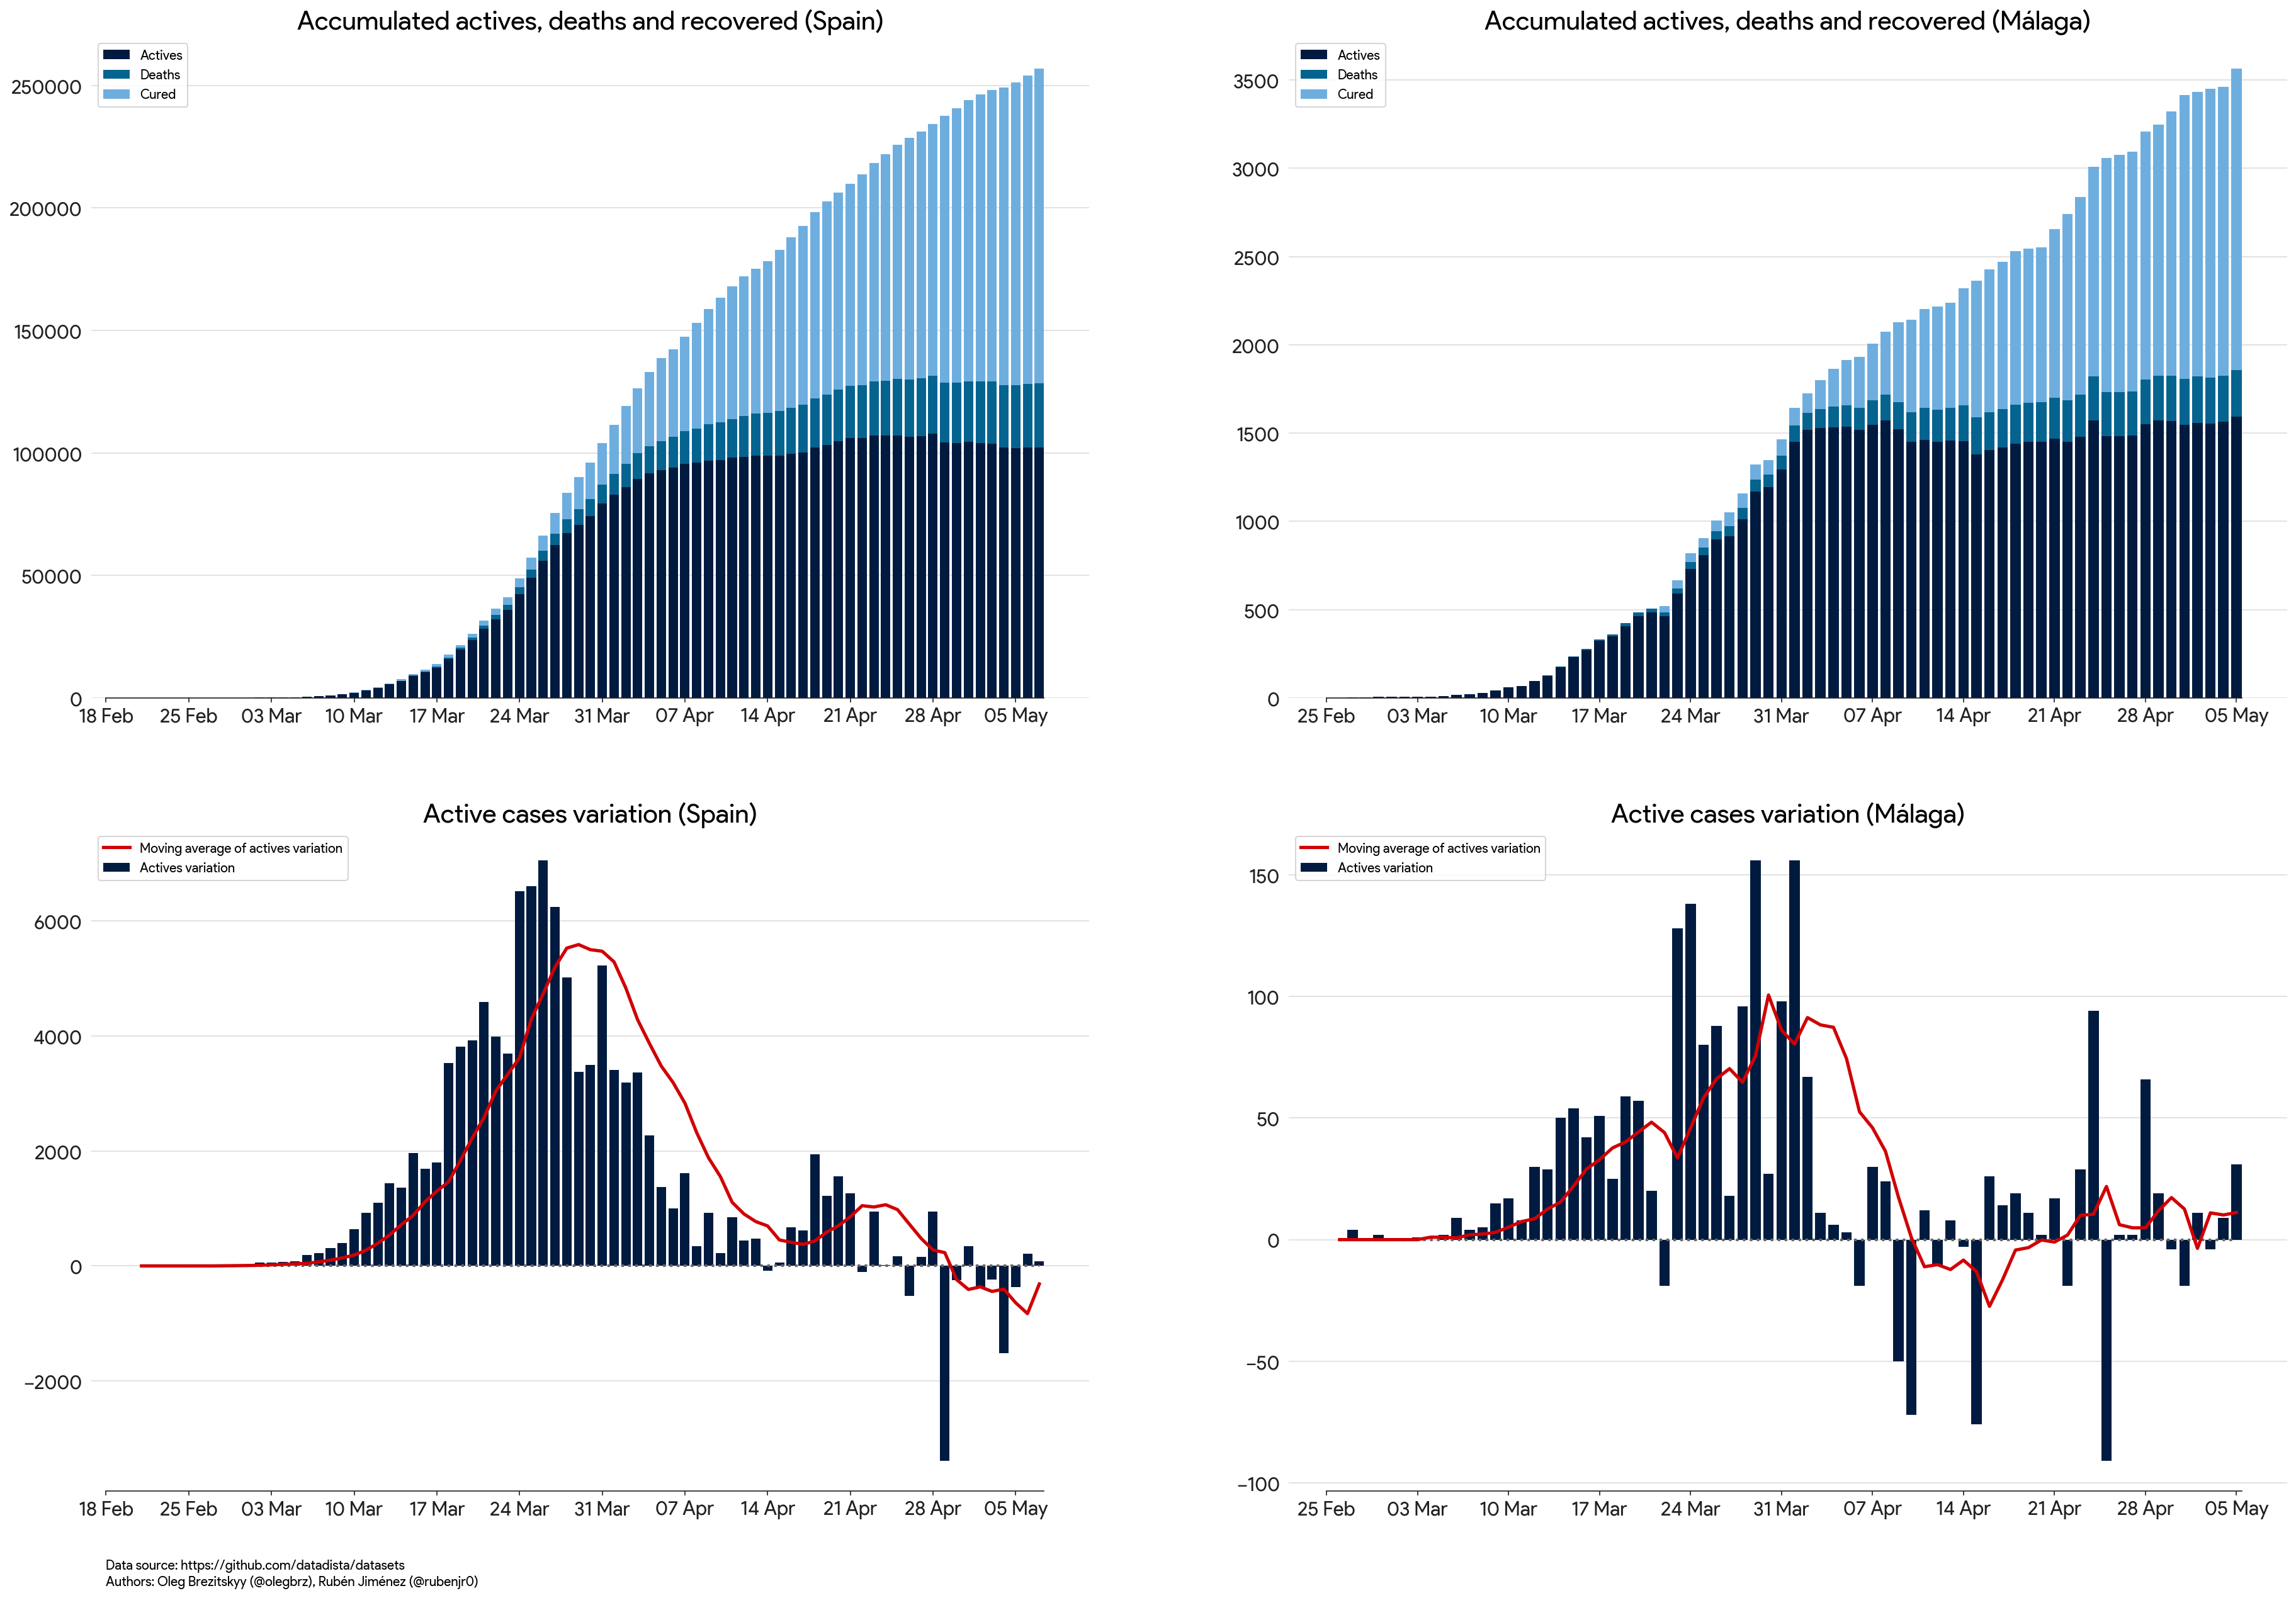 Accumulated actives, deaths and recovered (Spain)
Actives
Deaths
Cured
250000
200000
150000
100000
50000
0
18 Feb 25 Feb 03 Mar 10 Mar 17 Mar 24 Mar 31 Mar 07 Apr 14 Apr 21 Apr 28 Apr 05 May
Accumulated actives, deaths and recovered (Málaga)
Actives
Deaths
Cured
3500
3000
2500
2000
1500
1000
500
0
25 Feb 03 Mar 10 Mar 17 Mar 24 Mar 31 Mar 07 Apr 14 Apr 21 Apr 28 Apr 05 May
Active cases variation (Spain)
Moving average of actives variation
Actives variation
6000
4000
2000
0
−2000
18 Feb 25 Feb 03 Mar 10 Mar 17 Mar 24 Mar 31 Mar 07 Apr 14 Apr 21 Apr 28 Apr 05 May
Active cases variation (Málaga)
Moving average of actives variation
Actives variation
150
100
50
0
−50
−100
25 Feb 03 Mar 10 Mar 17 Mar 24 Mar 31 Mar 07 Apr 14 Apr 21 Apr 28 Apr 05 May
Data source: https://github.com/datadista/datasets
Authors: Oleg Brezitskyy (@olegbrz), Rubén Jiménez (@rubenjr0)